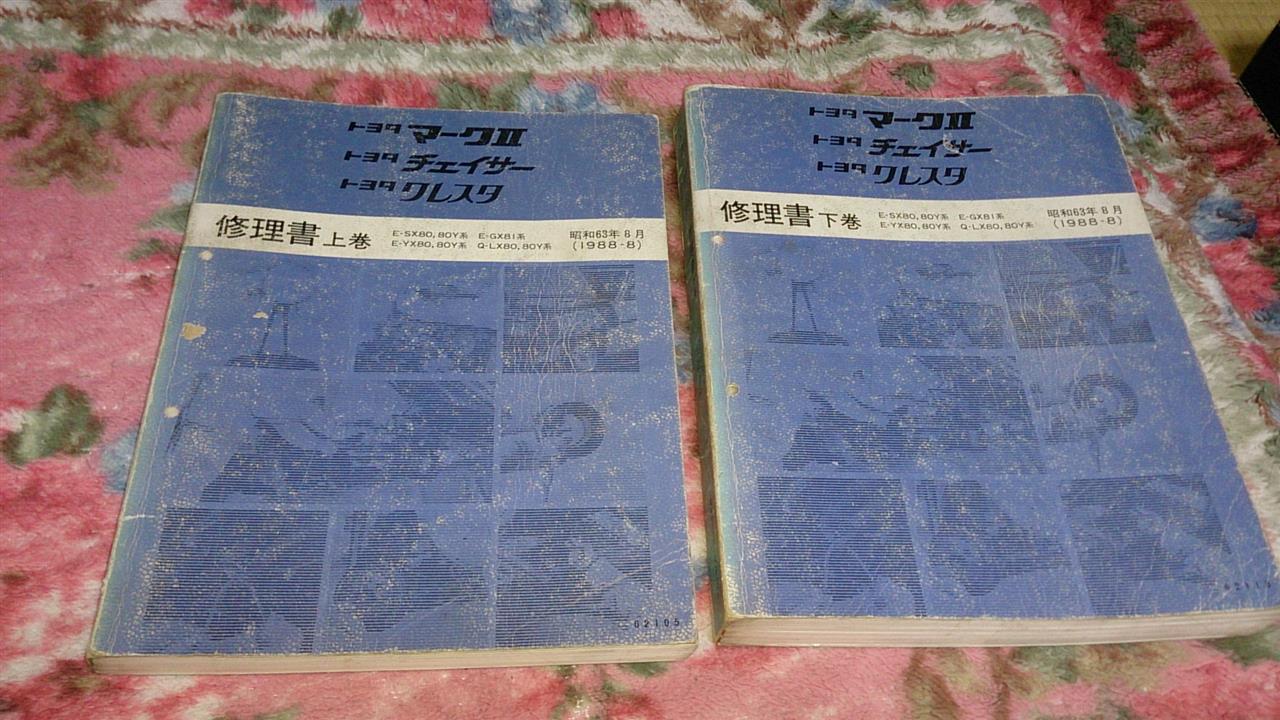 トヨタ マークII
トヨタ チェイサー
トヨタ クレスタ
修理書 上巻
E-SX80, 80Y系 E-GX81系
E-YX80, 80Y系 Q-LX80, 80Y系
昭和63年8月
(1988-8)
62105
トヨタ マークII
トヨタ チェイサー
トヨタ クレスタ
修理書 下巻
E-SX80, 80Y系 E-GX81系
E-YX80, 80Y系 Q-LX80, 80Y系
昭和63年8月
(1988-8)
62115